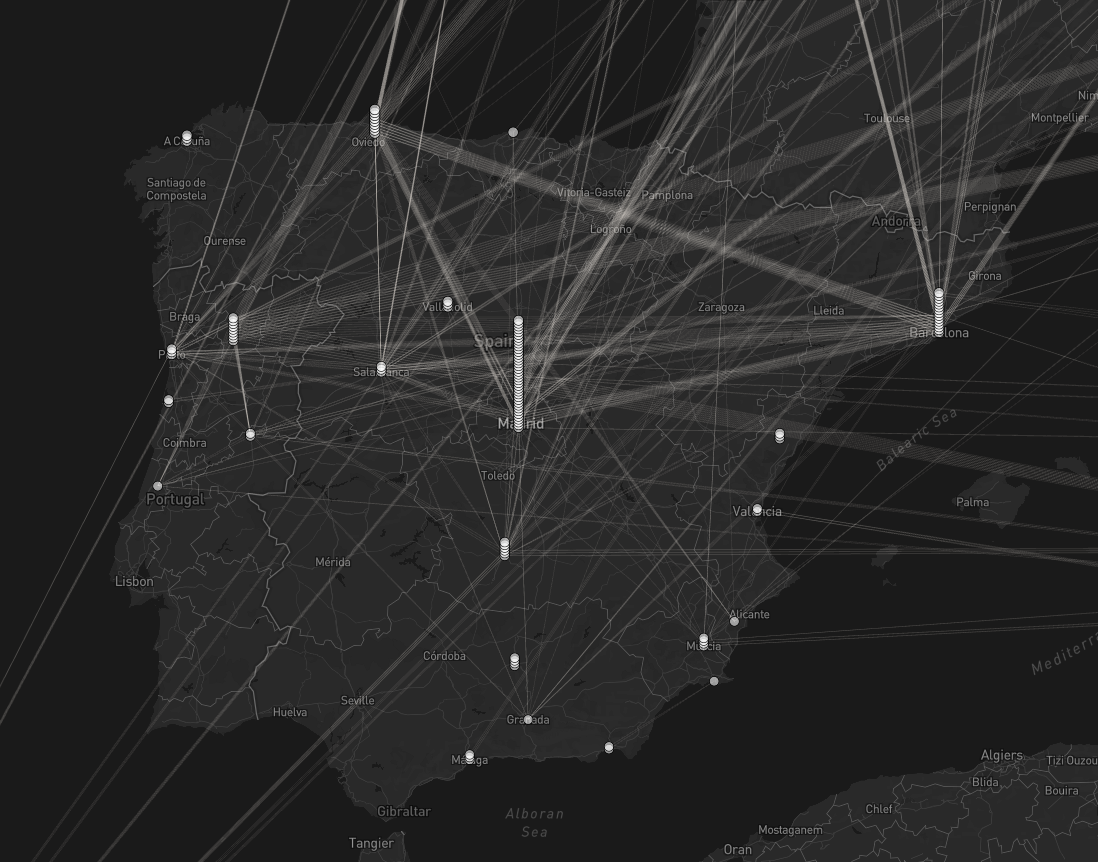 Nim
Toulouse
Montpellier
A Coruña
Oviedo
Santiago de
Compostela
Vitoria-Gasteiz
Pamplona
Perpignan
Andorra
Logroño
Ourense
Girona
Valladolid
Zaragoza
Lleida
Braga
Barcelona
Spain
Porto
Salamanca
Madrid
Balearic Sea
Coimbra
Toledo
Portugal
Palma
Valencia
Mérida
Lisbon
Alicante
Murcia
Mediterra
Córdoba
Seville
Huelva
Granada
Malaga
Algiers
Tizi Ouzou
Blida
Bouira
Gibraltar
Chlef
Alboran
Sea
Mostaganem
Tangier
Oran